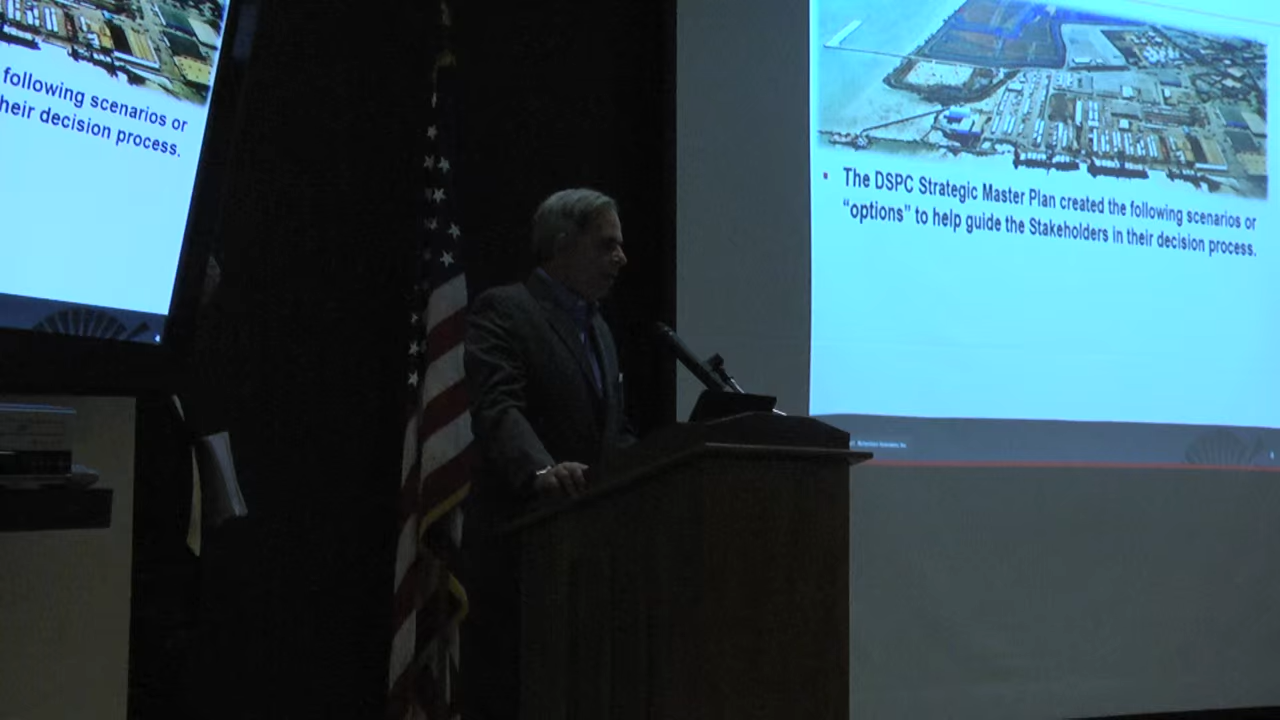 following scenarios or
heir decision process.
The DSPC Strategic Master Plan created the following scenarios or
“options” to help guide the Stakeholders in their decision process.